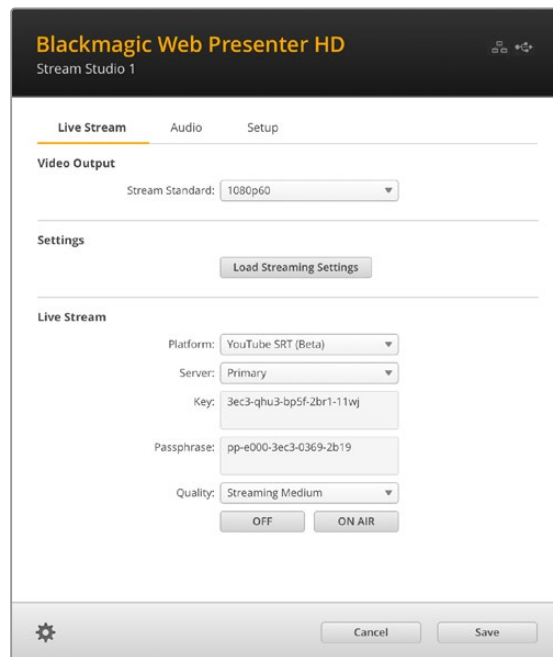 Blackmagic Web Presenter HD
Stream Studio 1
Live Stream Audio Setup
Video Output
Stream Standard: 1080p60
Settings
Load Streaming Settings
Live Stream
Platform: YouTube SRT (Beta)
Server: Primary
Key: 3ec3-qhu3-bp5f-2br1-11wj
Passphrase: pp-e000-3ec3-0369-2b19
Quality: Streaming Medium
OFF ON AIR
Cancel Save